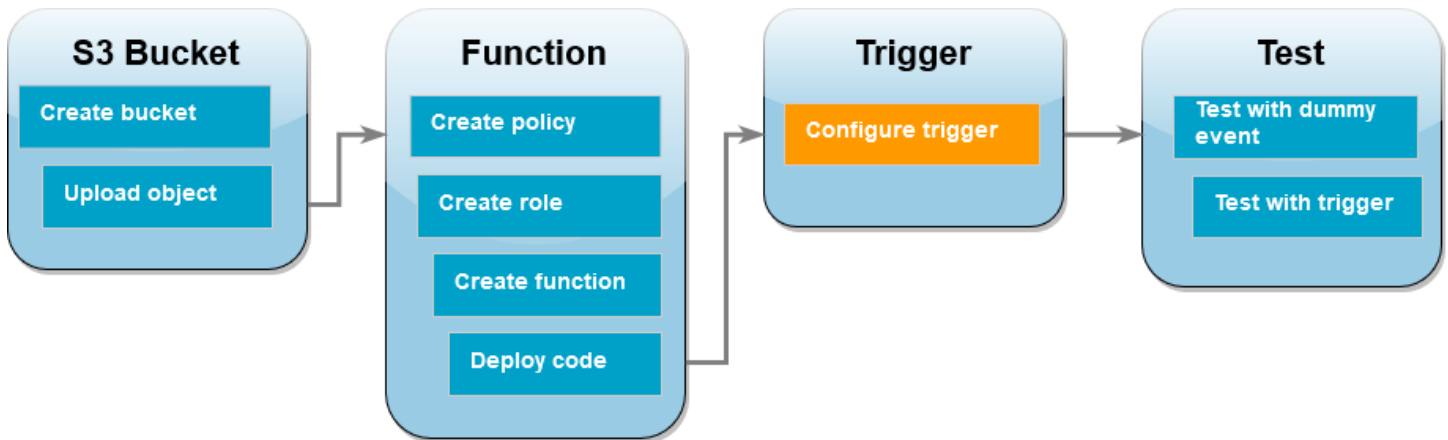 S3 Bucket
Create bucket
Upload object
Function
Create policy
Create role
Create function
Deploy code
Trigger
Configure trigger
Test
Test with dummy
event
Test with trigger